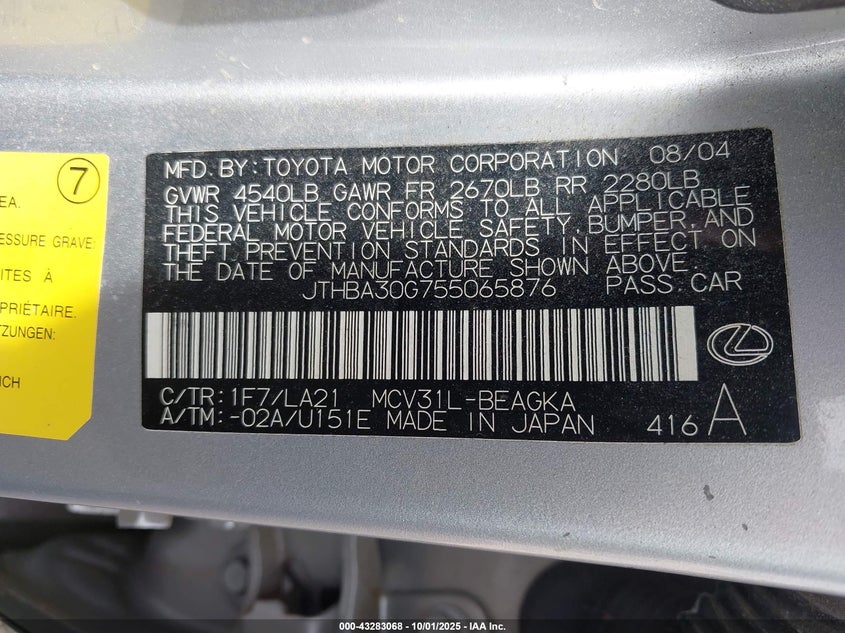 7
EA.
ESSURE GRAVE
ITES À
PRIÉTAIRE.
TZUNGEN:
ICH
MFD. BY: TOYOTA MOTOR CORPORATION 08/04
GVWR 4540LB GAWR FR 2670LB RR 2280LB
THIS VEHICLE CONFORMS TO ALL APPLICABLE
FEDERAL MOTOR VEHICLE SAFETY, BUMPER, AND
THEFT PREVENTION STANDARDS IN EFFECT ON
THE DATE OF MANUFACTURE SHOWN ABOVE.
JTHBA30G755065876 PASS. CAR
C/TR: 1F7/LA21 MCV31L-BEAGKA
A/TM: -02A/U151E MADE IN JAPAN 416 A
000-43283068 - 10/01/2025 - IAA Inc.